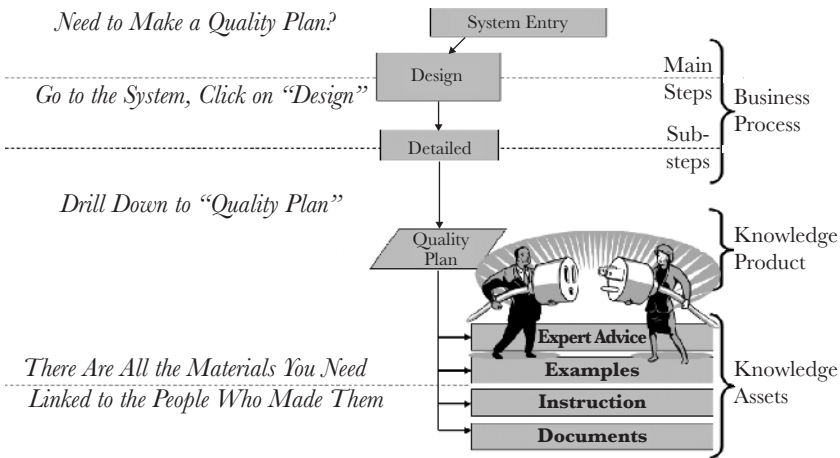 Need to Make a Quality Plan?
System Entry
Design
Main
Steps
Go to the System, Click on “Design”
Business
Process
Detailed
Sub-
steps
Drill Down to “Quality Plan”
Quality
Plan
Knowledge
Product
Expert Advice
There Are All the Materials You Need
Examples
Knowledge
Assets
Linked to the People Who Made Them
Instruction
Documents